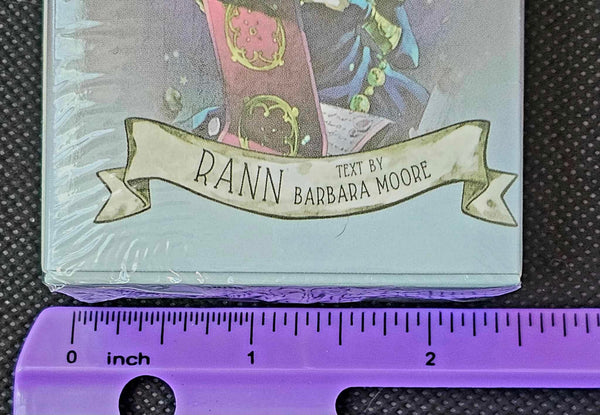 RANN
TEXT BY
BARBARA MOORE
0 inch 1 2